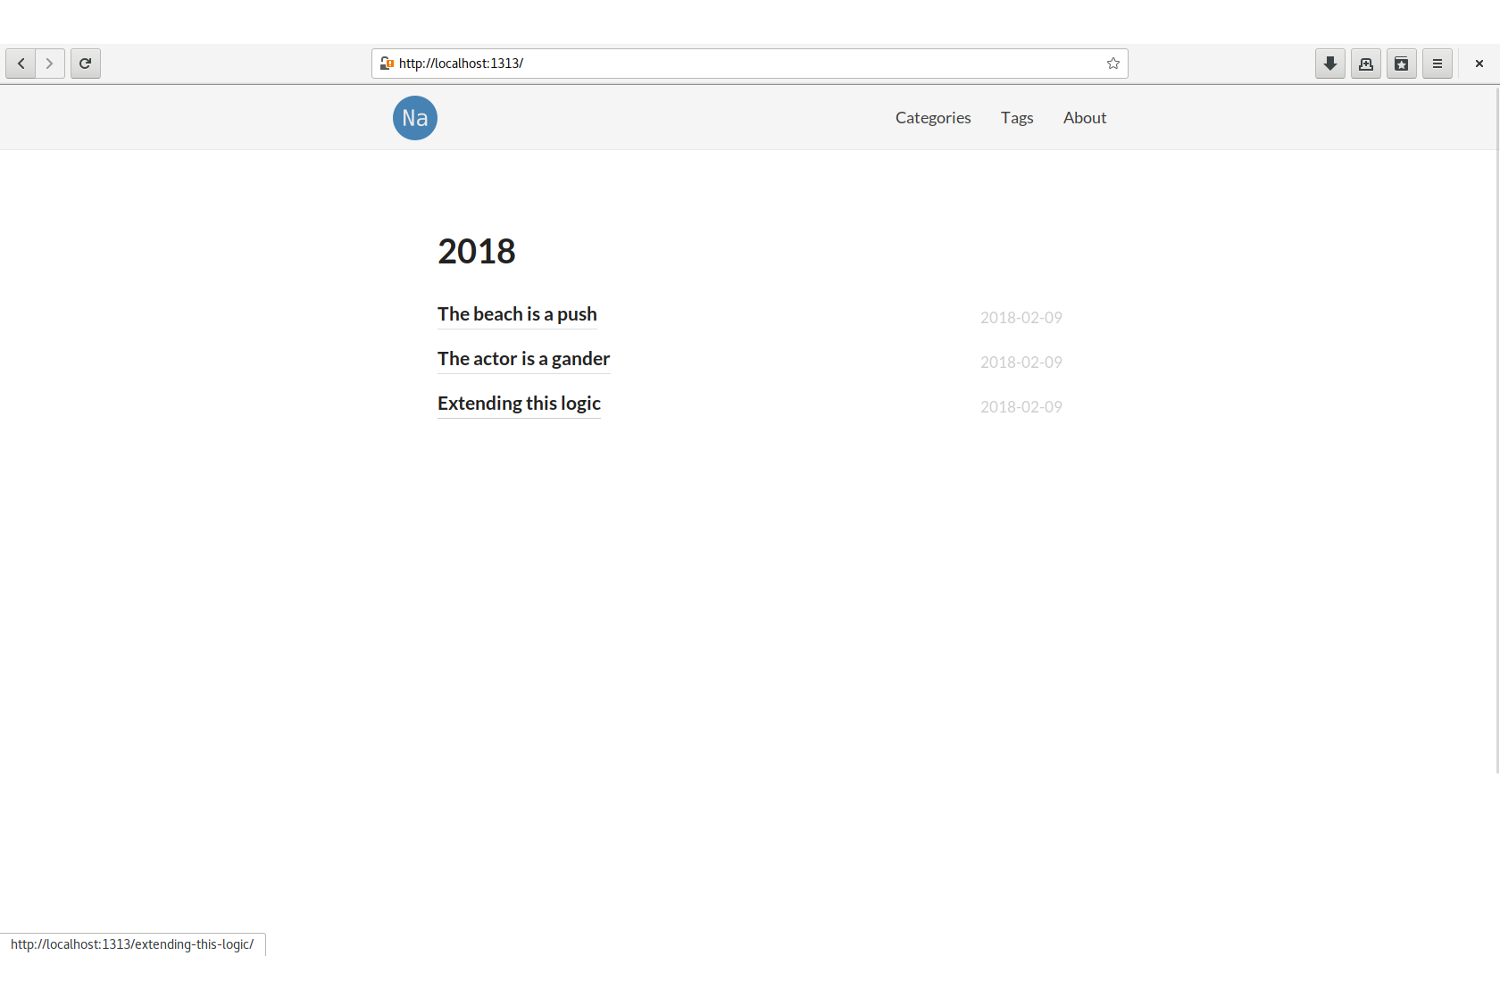 http://localhost:1313/
Na
Categories Tags About
2018
The beach is a push 2018-02-09
The actor is a gander 2018-02-09
Extending this logic 2018-02-09
http://localhost:1313/extending-this-logic/